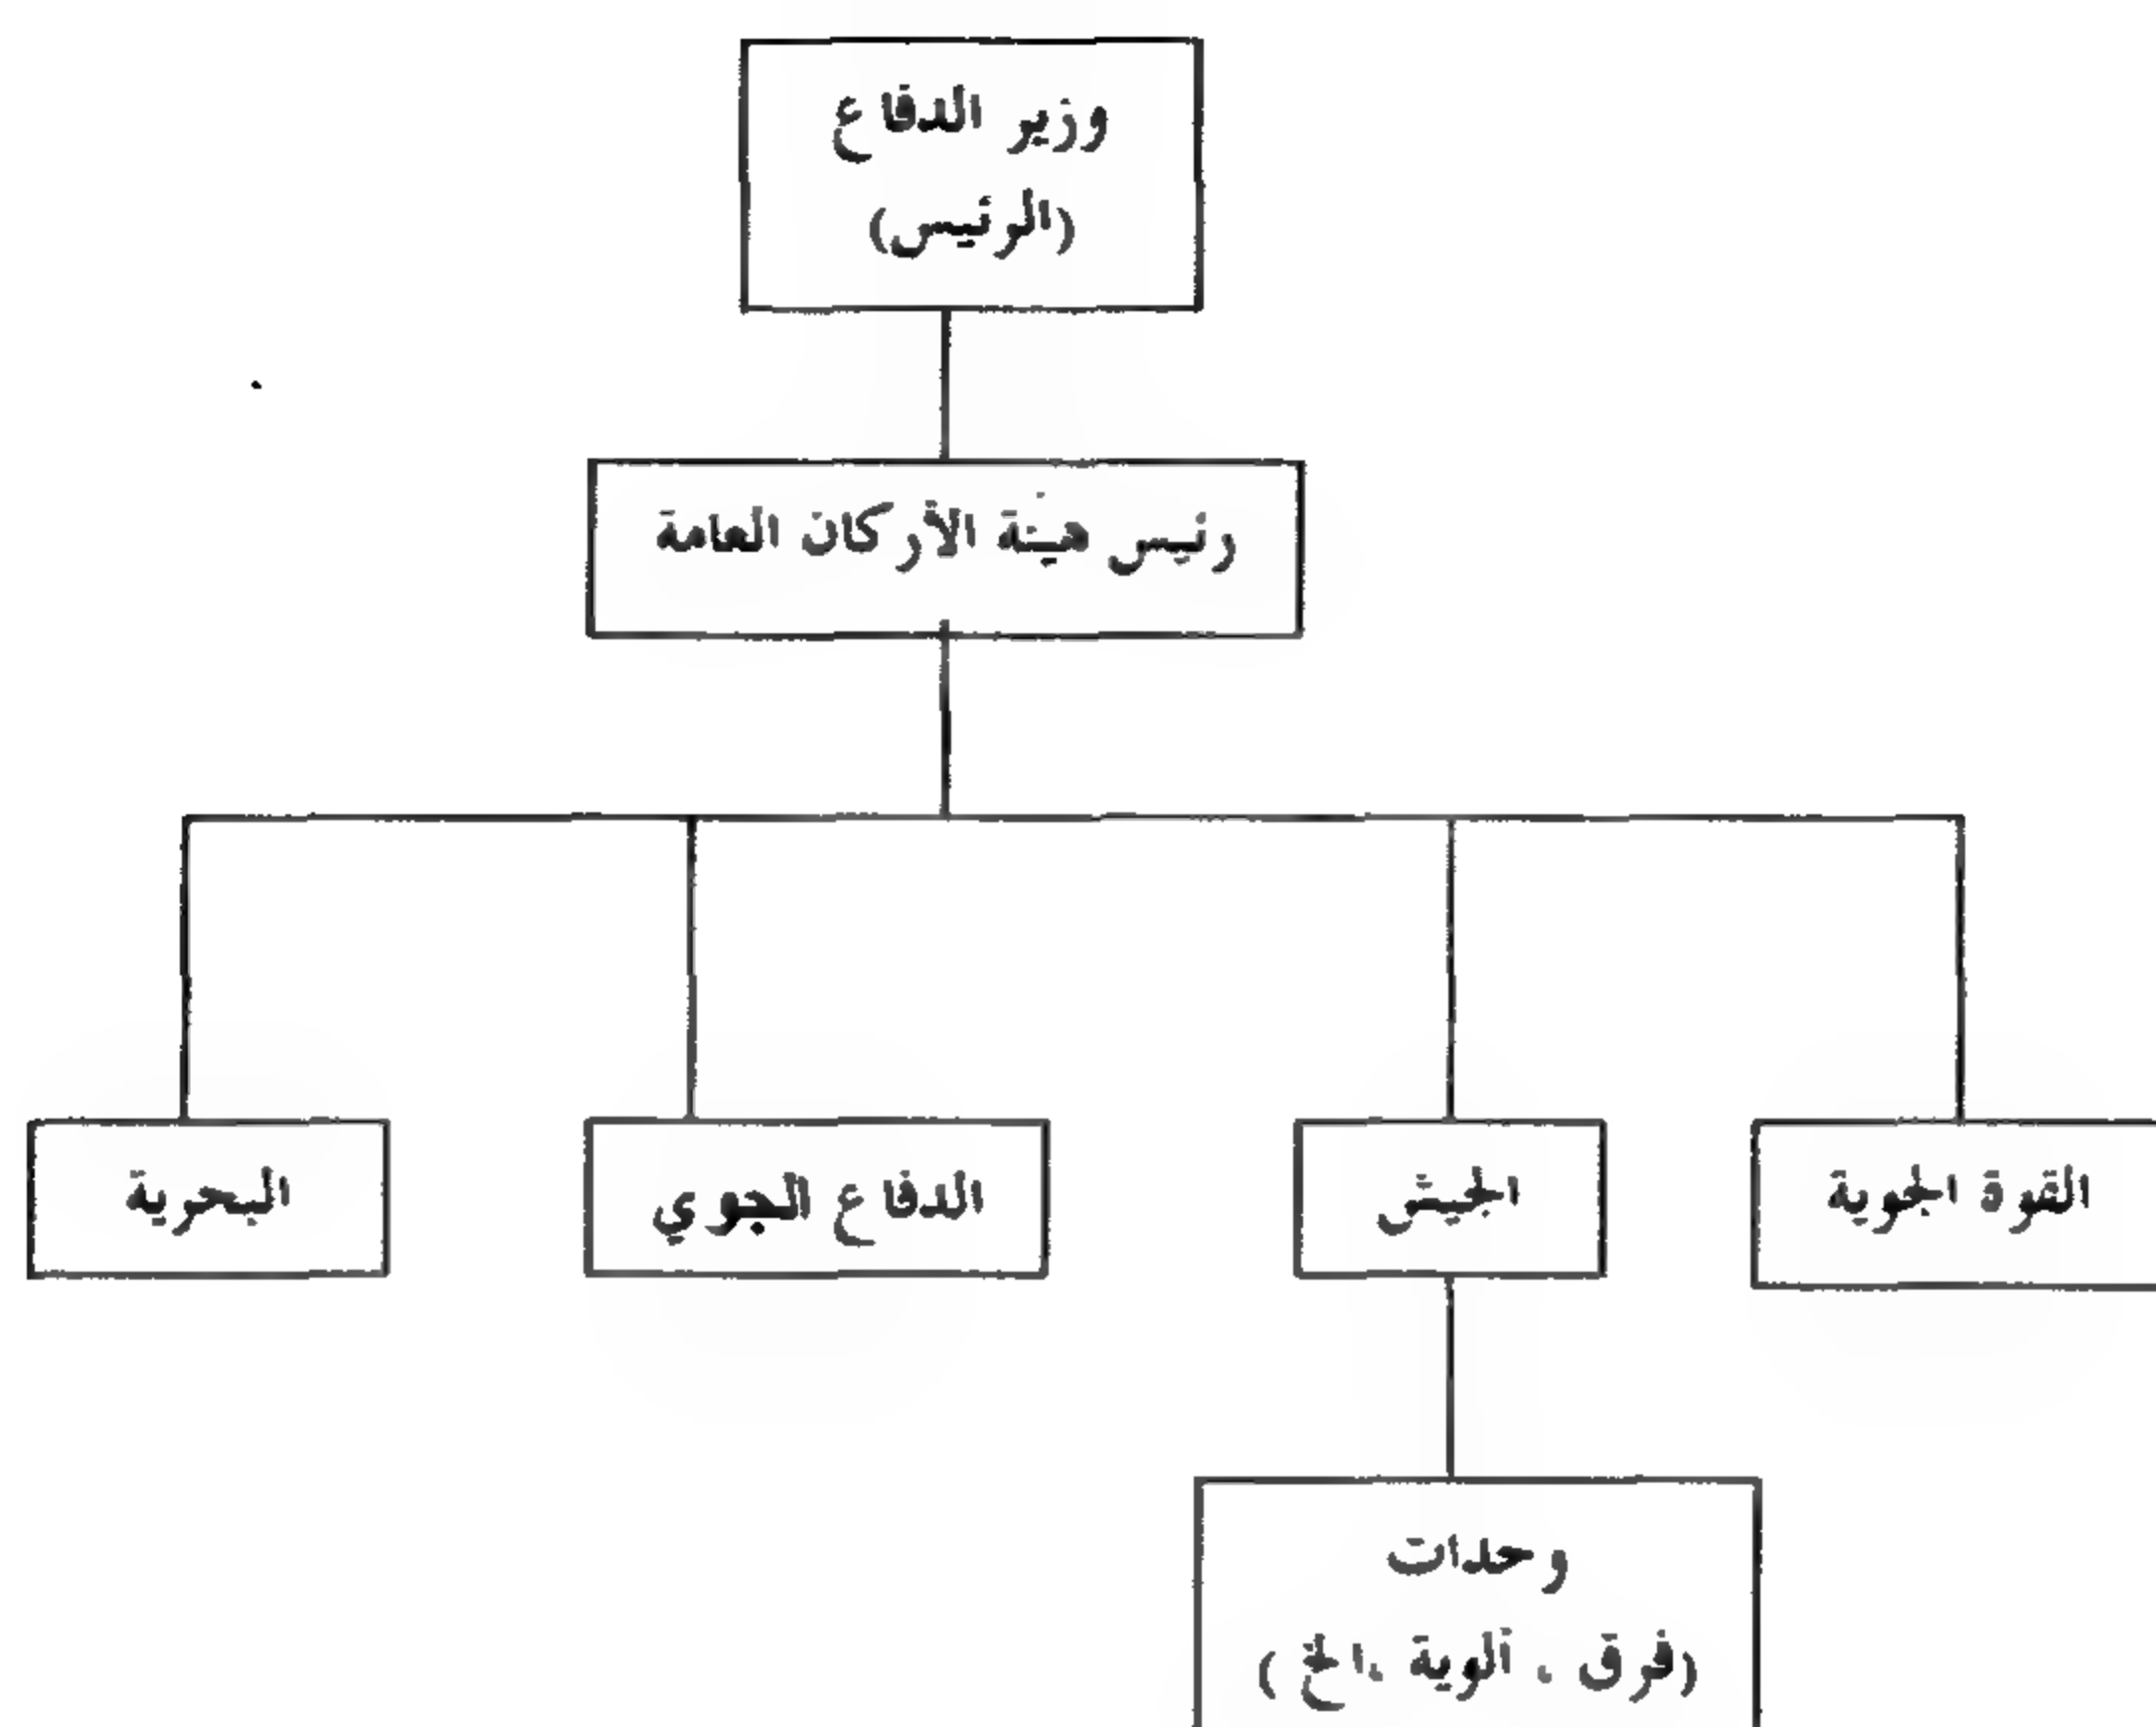 وزير الدفاع
(الرئيس)
رئيس هيئة الأركان العامة
القوة الجوية
الجيش
الدفاع الجوي
البحرية
وحدات
(فرق ، ألوية ،الخ )